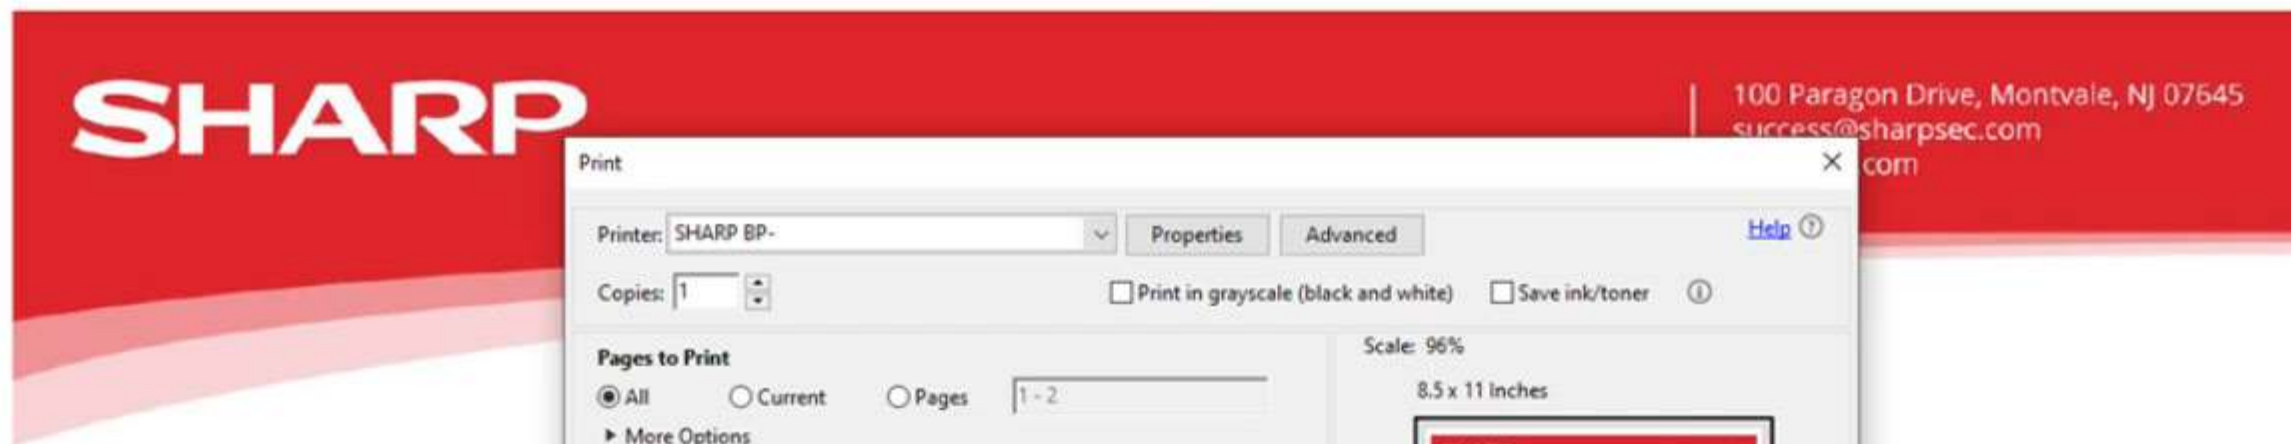 SHARP
100 Paragon Drive, Montvale, NJ 07645
success@sharpsec.com
.com
Print
Printer: SHARP BP-
Properties
Advanced
Help
Copies: 1
Print in grayscale (black and white)
Save ink/toner
Pages to Print
Scale: 96%
All
Current
Pages
1 - 2
8.5 x 11 Inches
More Options